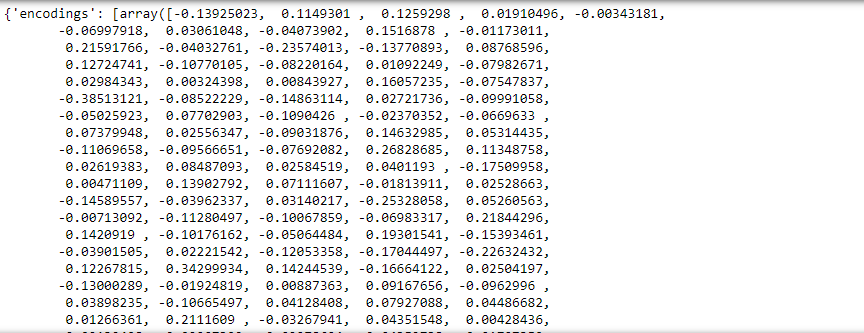 {'encodings': [array([-0.13925023,  0.1149301 ,  0.1259298 ,  0.01910496, -0.00343181,
-0.06997918,  0.03061048, -0.04073902,  0.1516878 , -0.01173011,
0.21591766, -0.04032761, -0.23574013, -0.13770893,  0.08768596,
0.12724741, -0.10770105, -0.08220164,  0.01092249, -0.07982671,
0.02984343,  0.00324398,  0.00843927,  0.16057235, -0.07547837,
-0.38513121, -0.08522229, -0.14863114,  0.02721736, -0.09991058,
-0.05025923,  0.07702903, -0.1090426 , -0.02370352, -0.0669633 ,
0.07379948,  0.02556347, -0.09031876,  0.14632985,  0.05314435,
-0.11069658, -0.09566651, -0.07692082,  0.26828685,  0.11348758,
0.02619383,  0.08487093,  0.02584519,  0.0401193 , -0.17509958,
0.00471109,  0.13902792,  0.07111607, -0.01813911,  0.02528663,
-0.14589557, -0.03962337,  0.03140217, -0.25328058,  0.05260563,
-0.00713092, -0.11280497, -0.10067859, -0.06983317,  0.21844296,
0.1420919 , -0.10176162, -0.05064484,  0.19301541, -0.15393461,
-0.03901505,  0.02221542, -0.12053358, -0.17044497, -0.22632432,
0.12267815,  0.34299934,  0.14244539, -0.16664122,  0.02504197,
-0.13000289, -0.01924819,  0.00887363,  0.09167656, -0.0962996 ,
0.03898235, -0.10665497,  0.04128408,  0.07927088,  0.04486682,
0.01266361,  0.2111609 , -0.03267941,  0.04351548,  0.00428436,